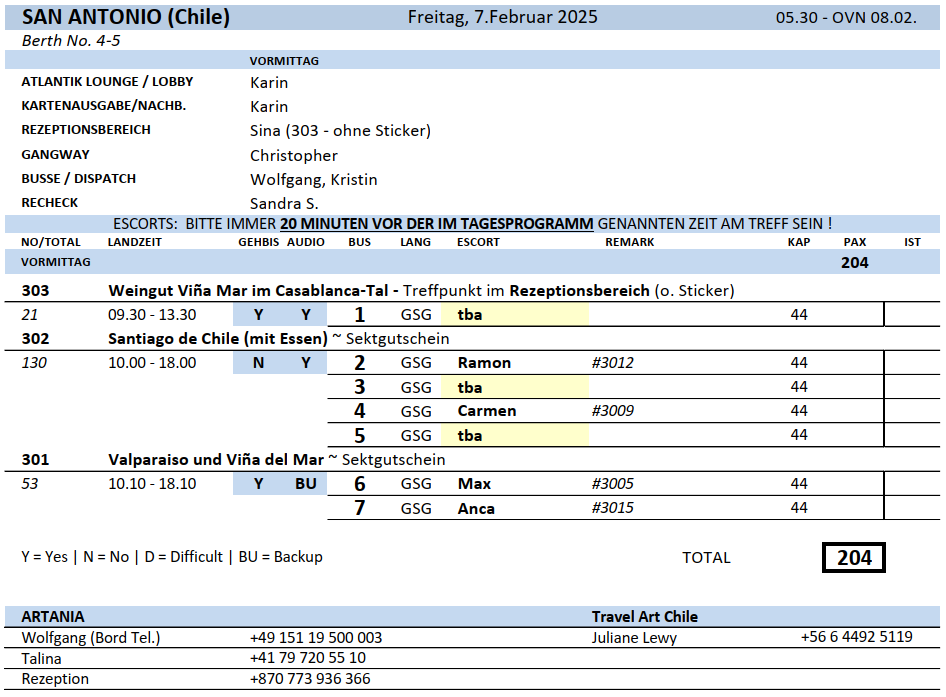 SAN ANTONIO (Chile) Freitag, 7.Februar 2025 05.30 - OVN 08.02.
Berth No. 4-5
VORMITTAG
ATLANTIK LOUNGE / LOBBY Karin
KARTENAUSGABE/NACHB. Karin
REZEPTIONSBEREICH Sina (303 - ohne Sticker)
GANGWAY Christopher
BUSSE / DISPATCH Wolfgang, Kristin
RECHECK Sandra S.
ESCORTS: BITTE IMMER 20 MINUTEN VOR DER IM TAGESPROGRAMM GENANNTEN ZEIT AM TREFF SEIN !
NO/TOTAL LANDZEIT GEHBIS AUDIO BUS LANG ESCORT REMARK KAP PAX IST
VORMITTAG 204
303 Weingut Viña Mar im Casablanca-Tal - Treffpunkt im Rezeptionsbereich (o. Sticker)
21 09.30 - 13.30 Y Y 1 GSG tba 44
302 Santiago de Chile (mit Essen) ~ Sektgutschein
130 10.00 - 18.00 N Y 2 GSG Ramon #3012 44
3 GSG tba 44
4 GSG Carmen #3009 44
5 GSG tba 44
301 Valparaiso und Viña del Mar ~ Sektgutschein
53 10.10 - 18.10 Y BU 6 GSG Max #3005 44
7 GSG Anca #3015 44
Y = Yes | N = No | D = Difficult | BU = Backup TOTAL 204
ARTANIA Travel Art Chile
Wolfgang (Bord Tel.) +49 151 19 500 003 Juliane Lewy +56 6 4492 5119
Talina +41 79 720 55 10
Rezeption +870 773 936 366